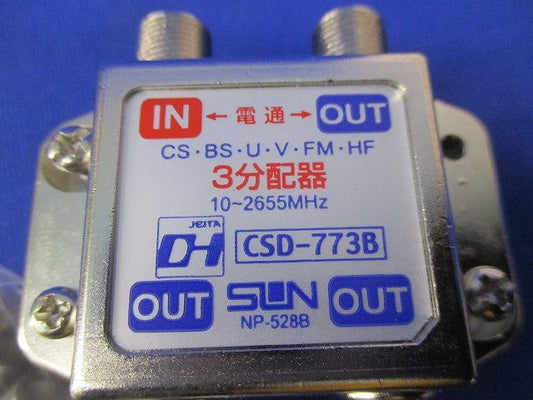 IN ←電通→ OUT
CS・BS・U・V・FM・HF
3分配器
10~2655MHz
JEITA
DH CSD-773B
OUT SUN OUT
NP-528B